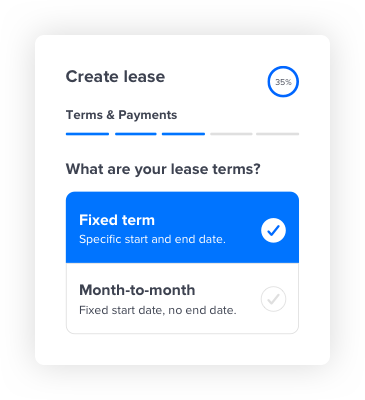 Create lease
35%
Terms & Payments
What are your lease terms?
Fixed term
Specific start and end date.
Month-to-month
Fixed start date, no end date.